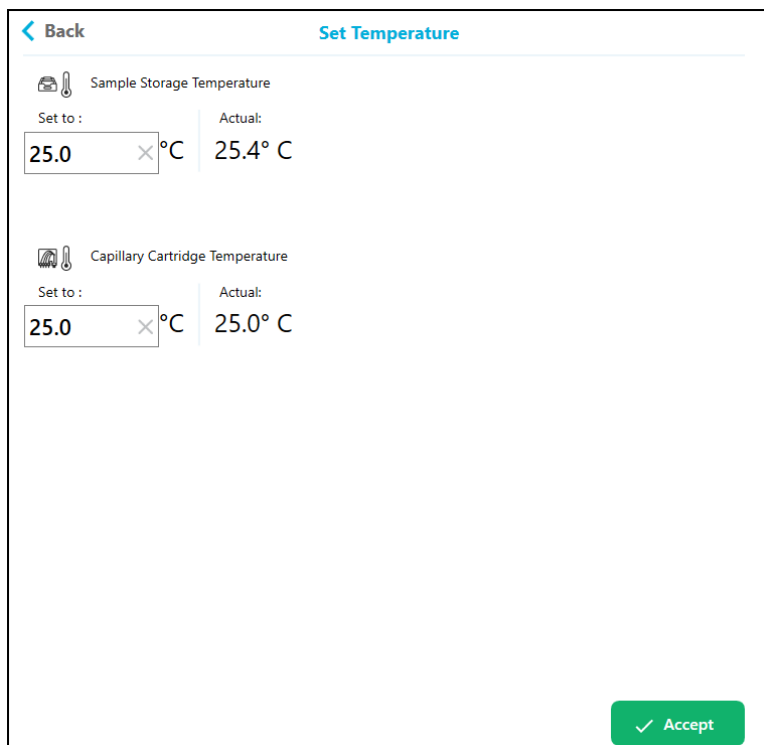 Back
Set Temperature
Sample Storage Temperature
Set to :
Actual:
25.0 °C
25.4° C
Capillary Cartridge Temperature
Set to :
Actual:
25.0 °C
25.0° C
Accept